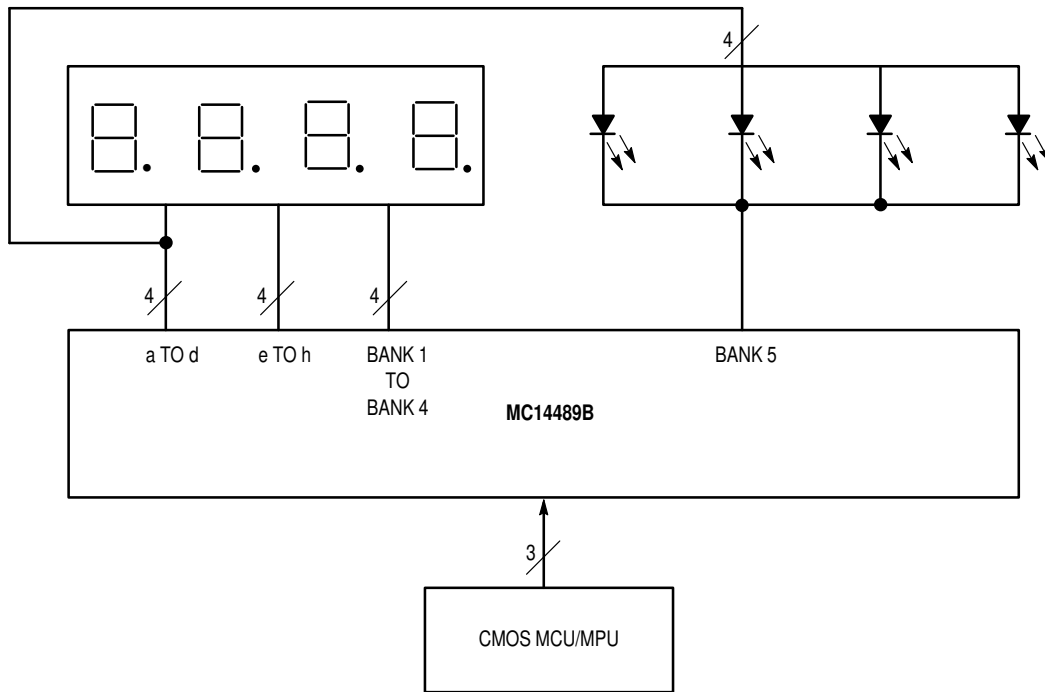 4
4
4
4
a TO d
e TO h
BANK 1
TO
BANK 4
BANK 5
MC14489B
3
CMOS MCU/MPU